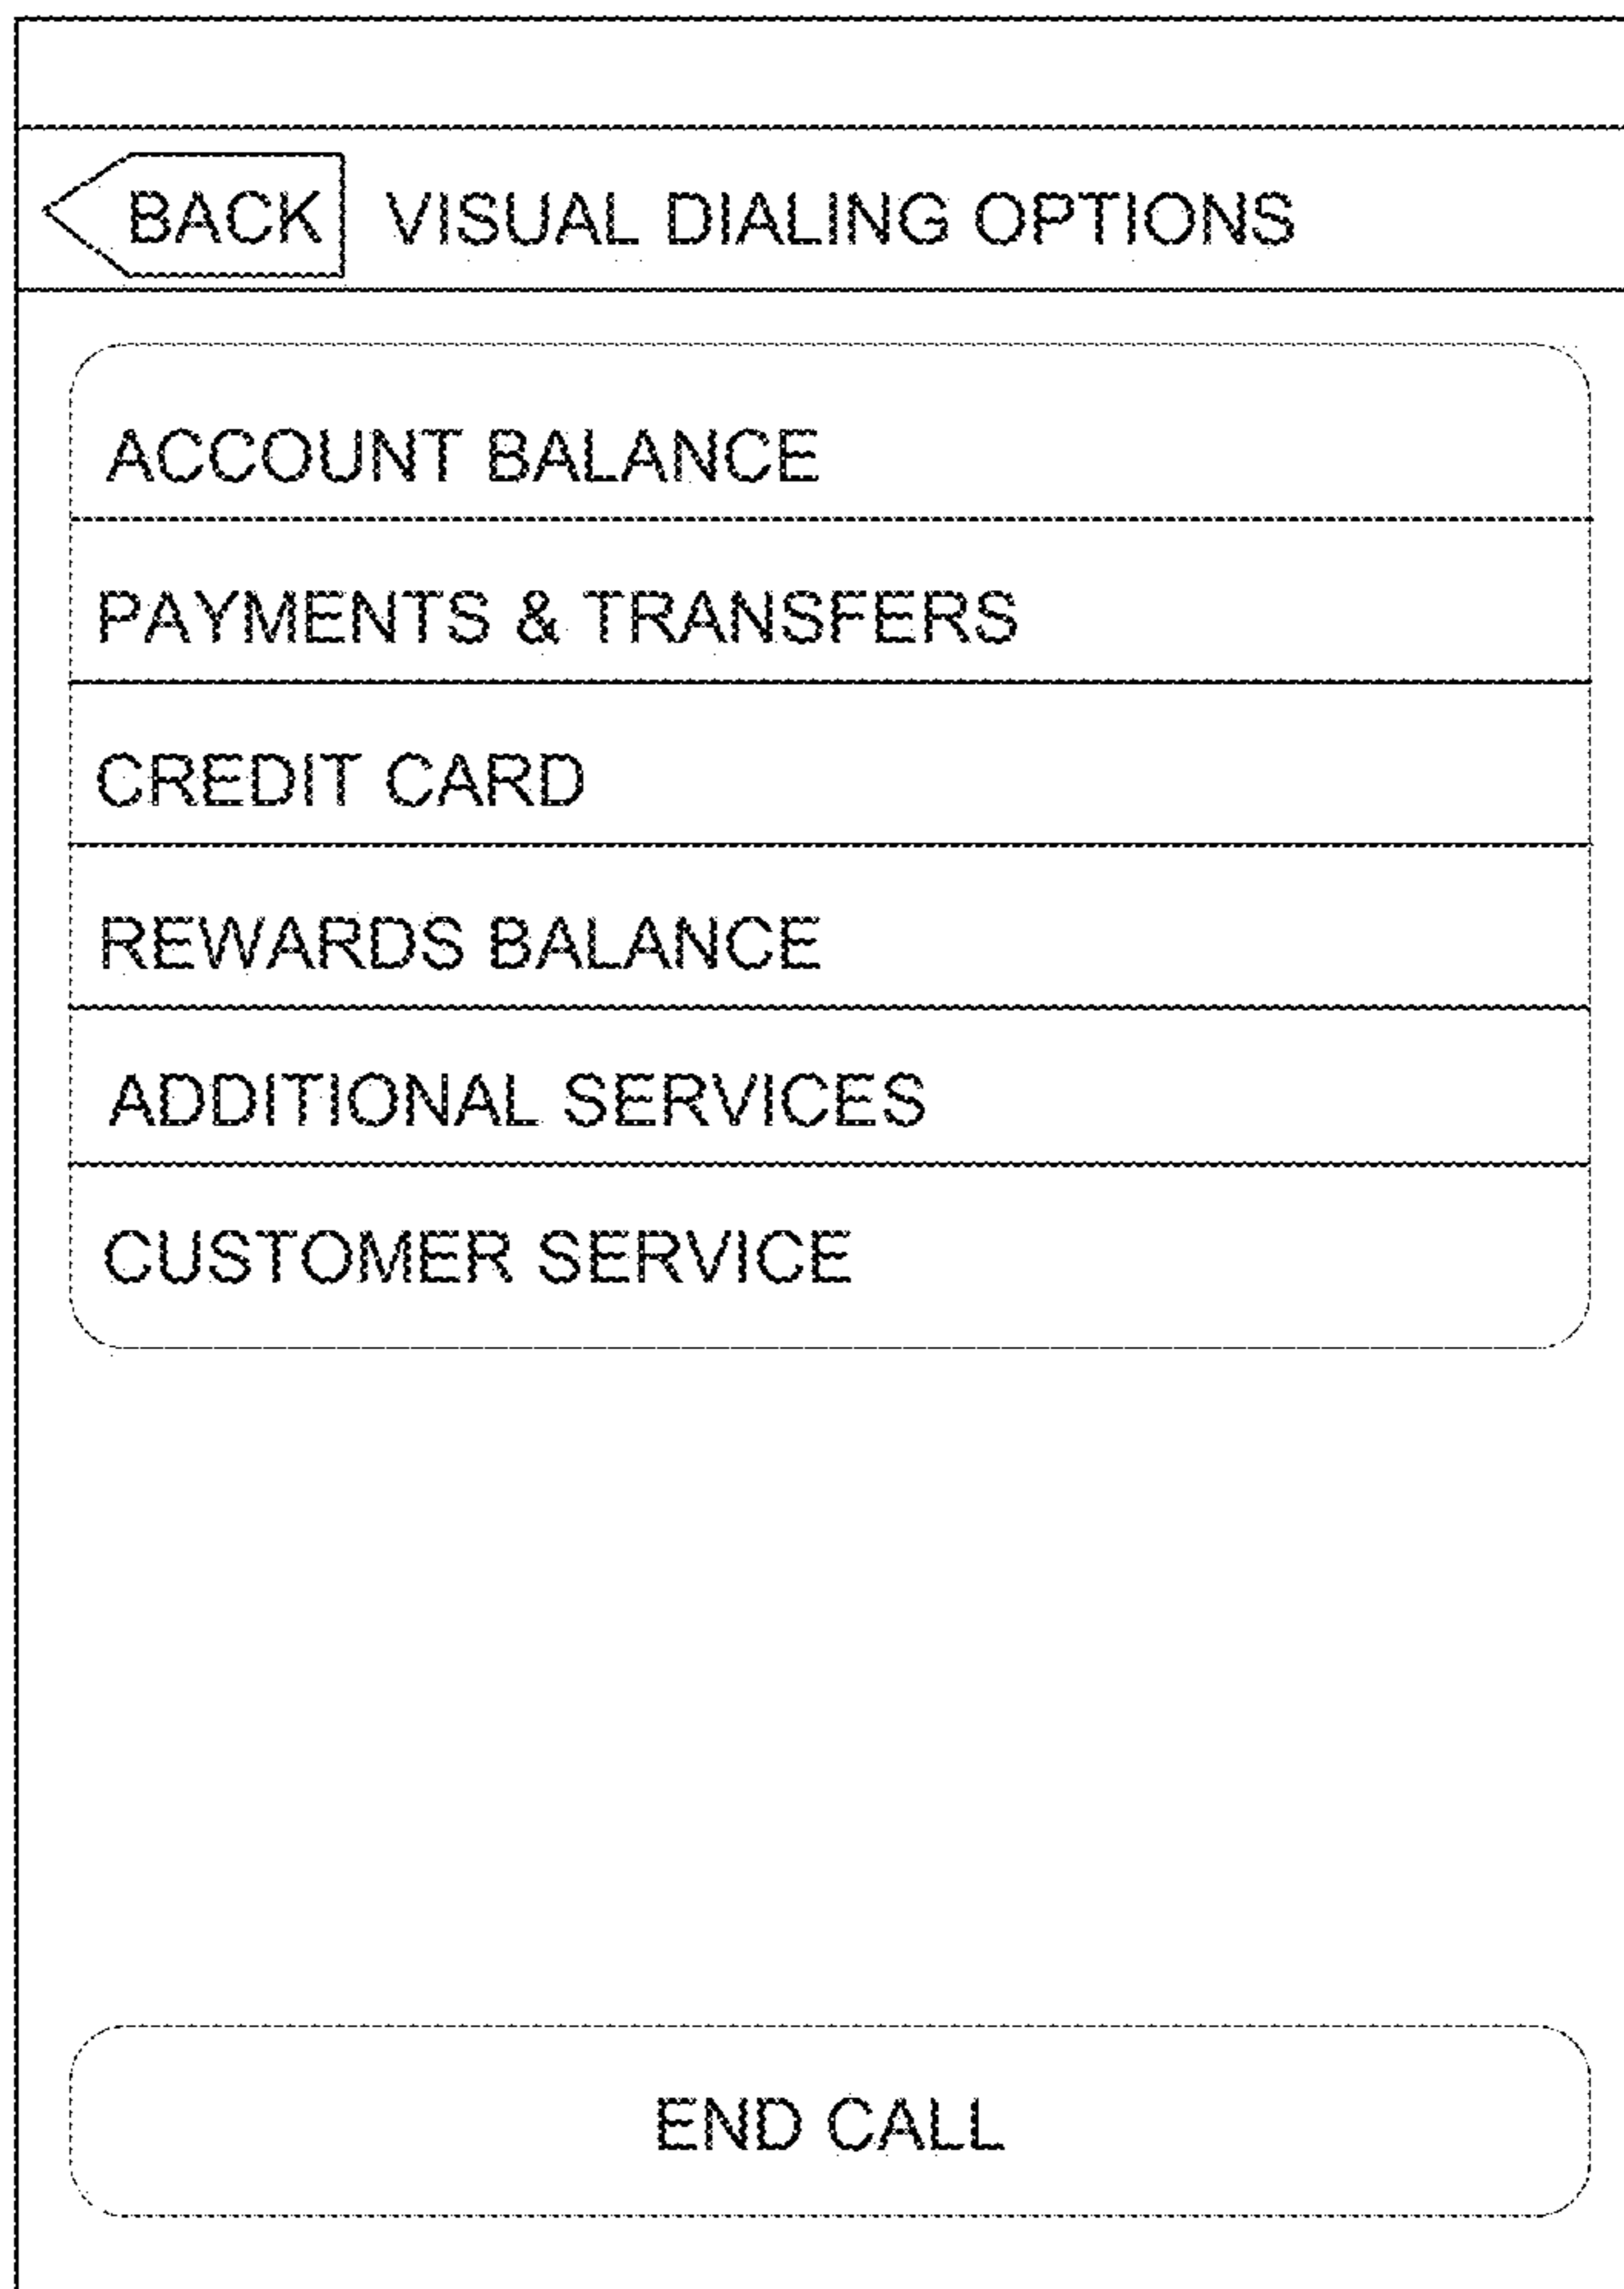 BACK VISUAL DIALING OPTIONS
ACCOUNT BALANCE
PAYMENTS & TRANSFERS
CREDIT CARD
REWARDS BALANCE
ADDITIONAL SERVICES
CUSTOMER SERVICE
END CALL